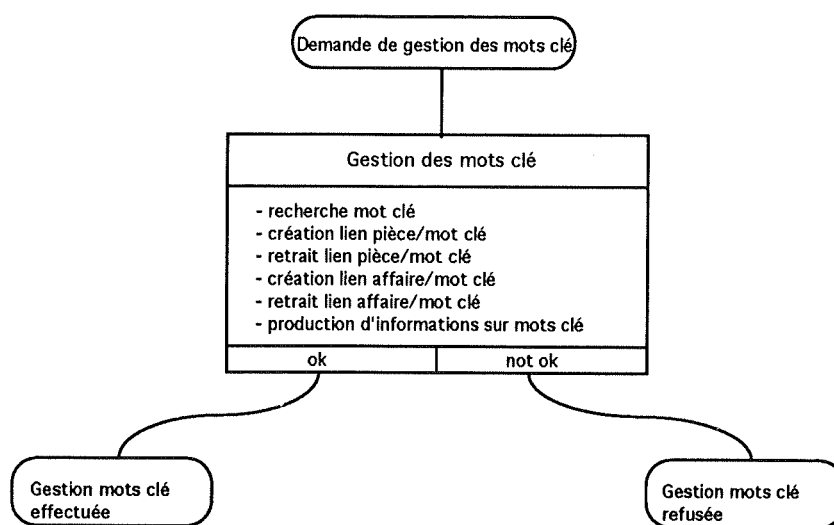 Demande de gestion des mots clé
Gestion des mots clé
- recherche mot clé
- création lien pièce/mot clé
- retrait lien pièce/mot clé
- création lien affaire/mot clé
- retrait lien affaire/mot clé
- production d'informations sur mots clé
ok
not ok
Gestion mots clé
effectuée
Gestion mots clé
refusée